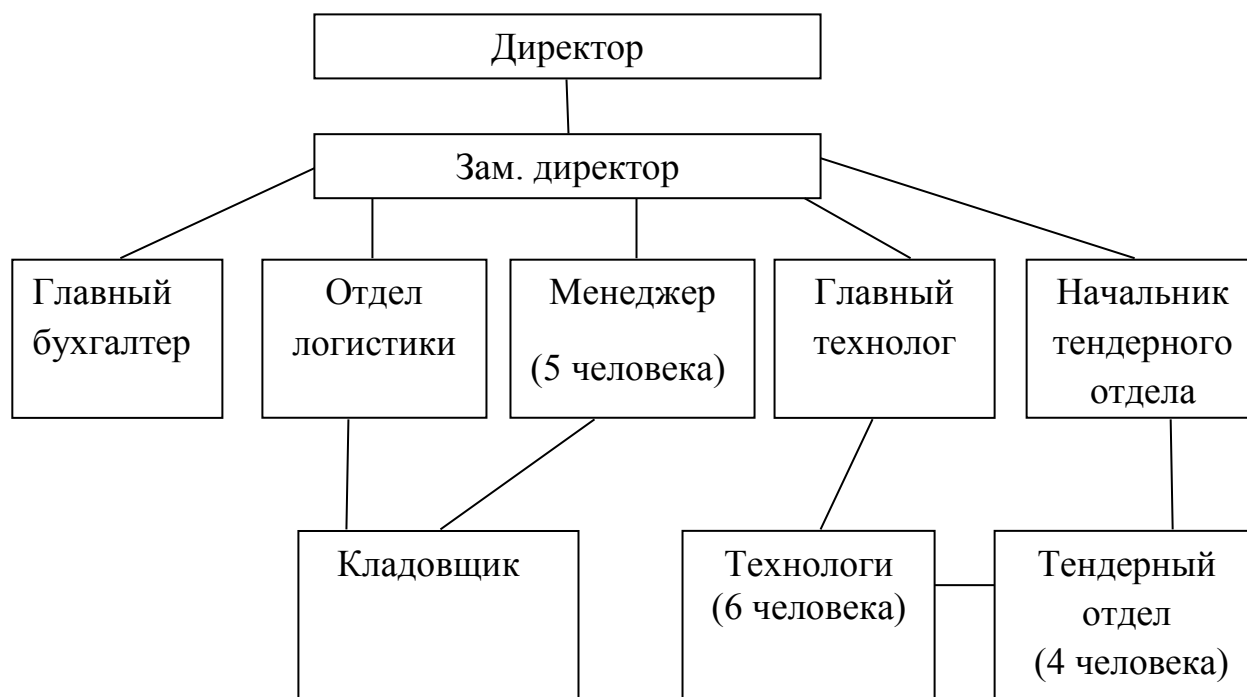 Директор
Зам. директор
Главный
бухгалтер
Отдел
логистики
Менеджер
(5 человека)
Главный
технолог
Начальник
тендерного
отдела
Кладовщик
Технологи
(6 человека)
Тендерный
отдел
(4 человека)